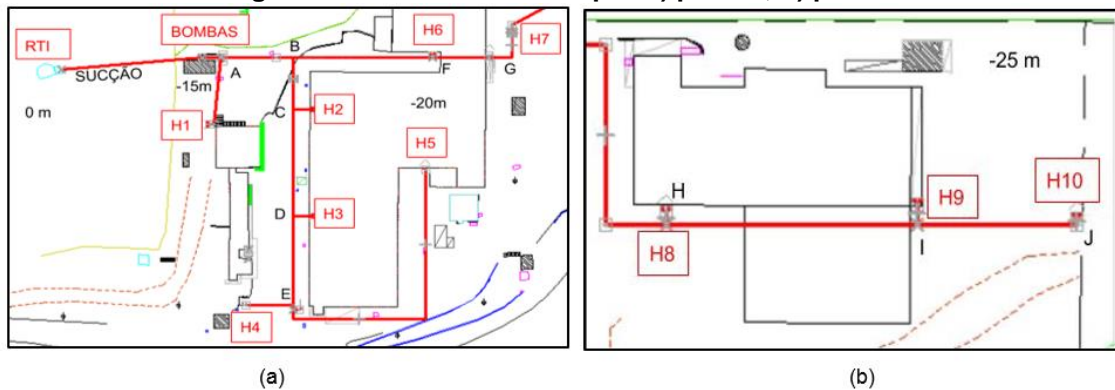 RTI
SUCÇÃO
BOMBAS
A
-15m
0 m
H1
B
C
H2
D
H3
E
H4
H5
-20m
H6
F
G
H7
-25 m
H
H8
H9
H10
J
(a)
(b)